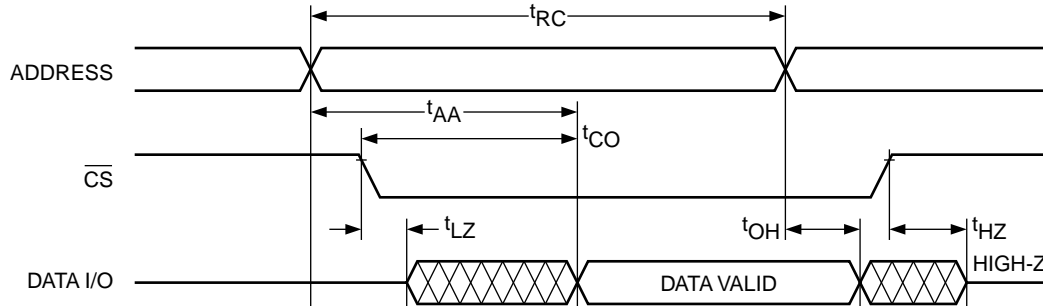 tRC
ADDRESS
tAA
tCO
CS
tLZ
tOH
tHZ
DATA I/O
DATA VALID
HIGH-Z